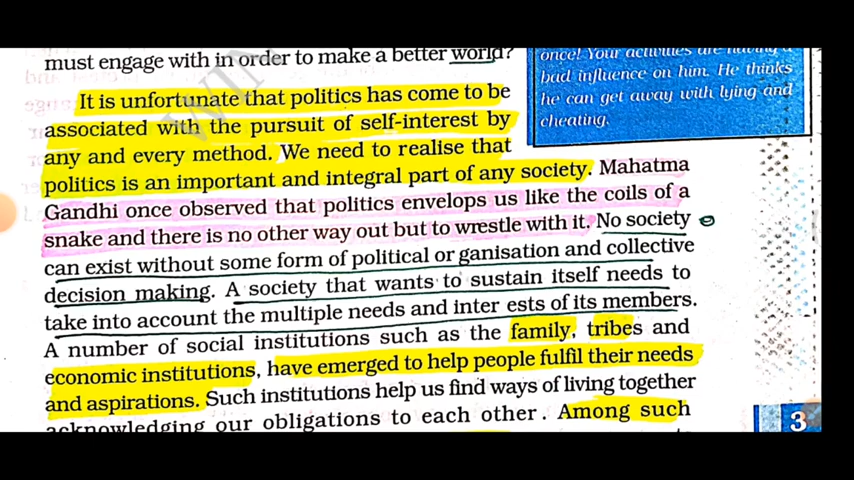 must engage with in order to make a better world?
It is unfortunate that politics has come to be
associated with the pursuit of self-interest by
any and every method. We need to realise that
politics is an important and integral part of any society. Mahatma
Gandhi once observed that politics envelops us like the coils of a
snake and there is no other way out but to wrestle with it. No society
can exist without some form of political or ganisation and collective
decision making. A society that wants to sustain itself needs to
take into account the multiple needs and inter ests of its members.
A number of social institutions such as the family, tribes and
economic institutions, have emerged to help people fulfil their needs
and aspirations. Such institutions help us find ways of living together
acknowledging our obligations to each other. Among such
once! Your activities are having a
bad influence on him. He thinks
he can get away with lying and
cheating.
3